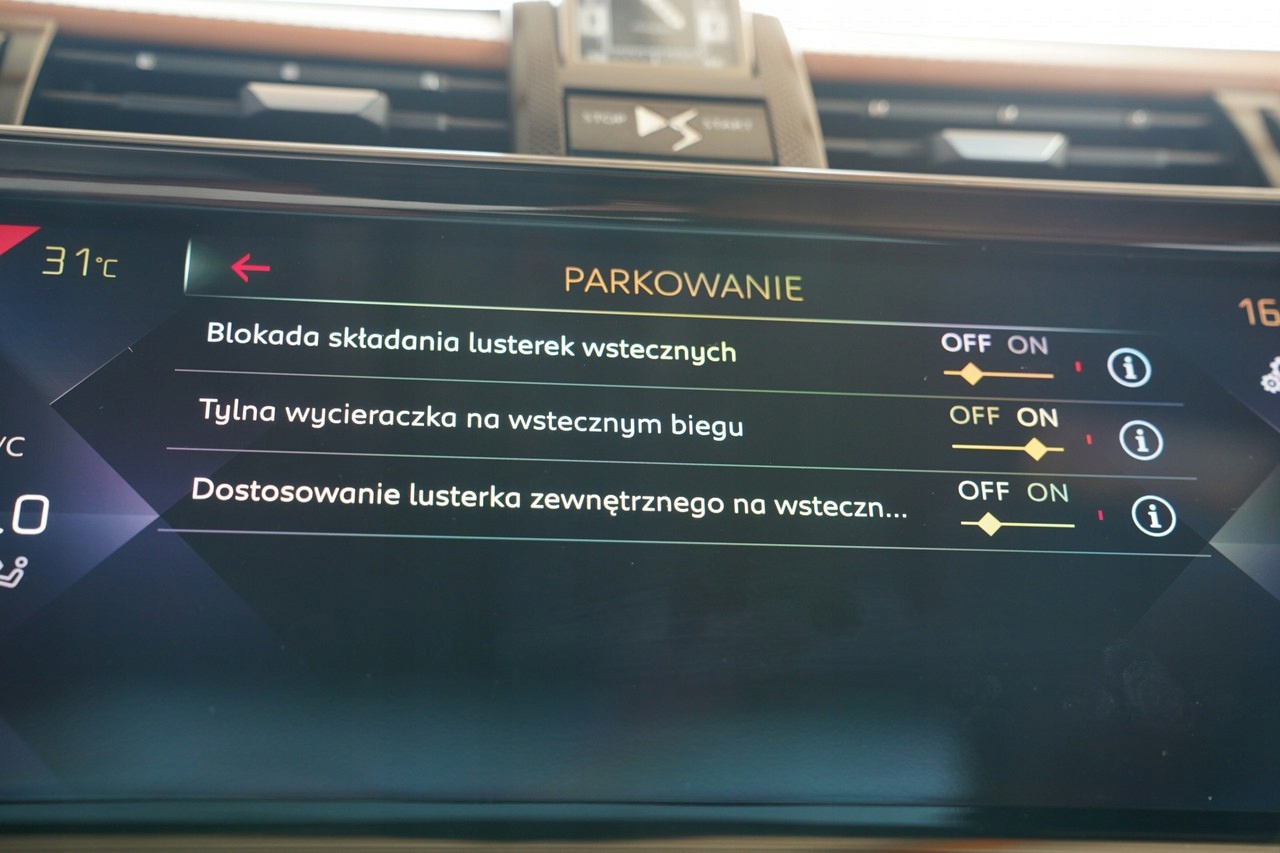 STOP START
31°C
PARKOWANIE
16
Blokada składania lusterek wstecznych OFF ON
Tylna wycieraczka na wstecznym biegu OFF ON
Dostosowanie lusterka zewnętrznego na wsteczn... OFF ON
/C
.0